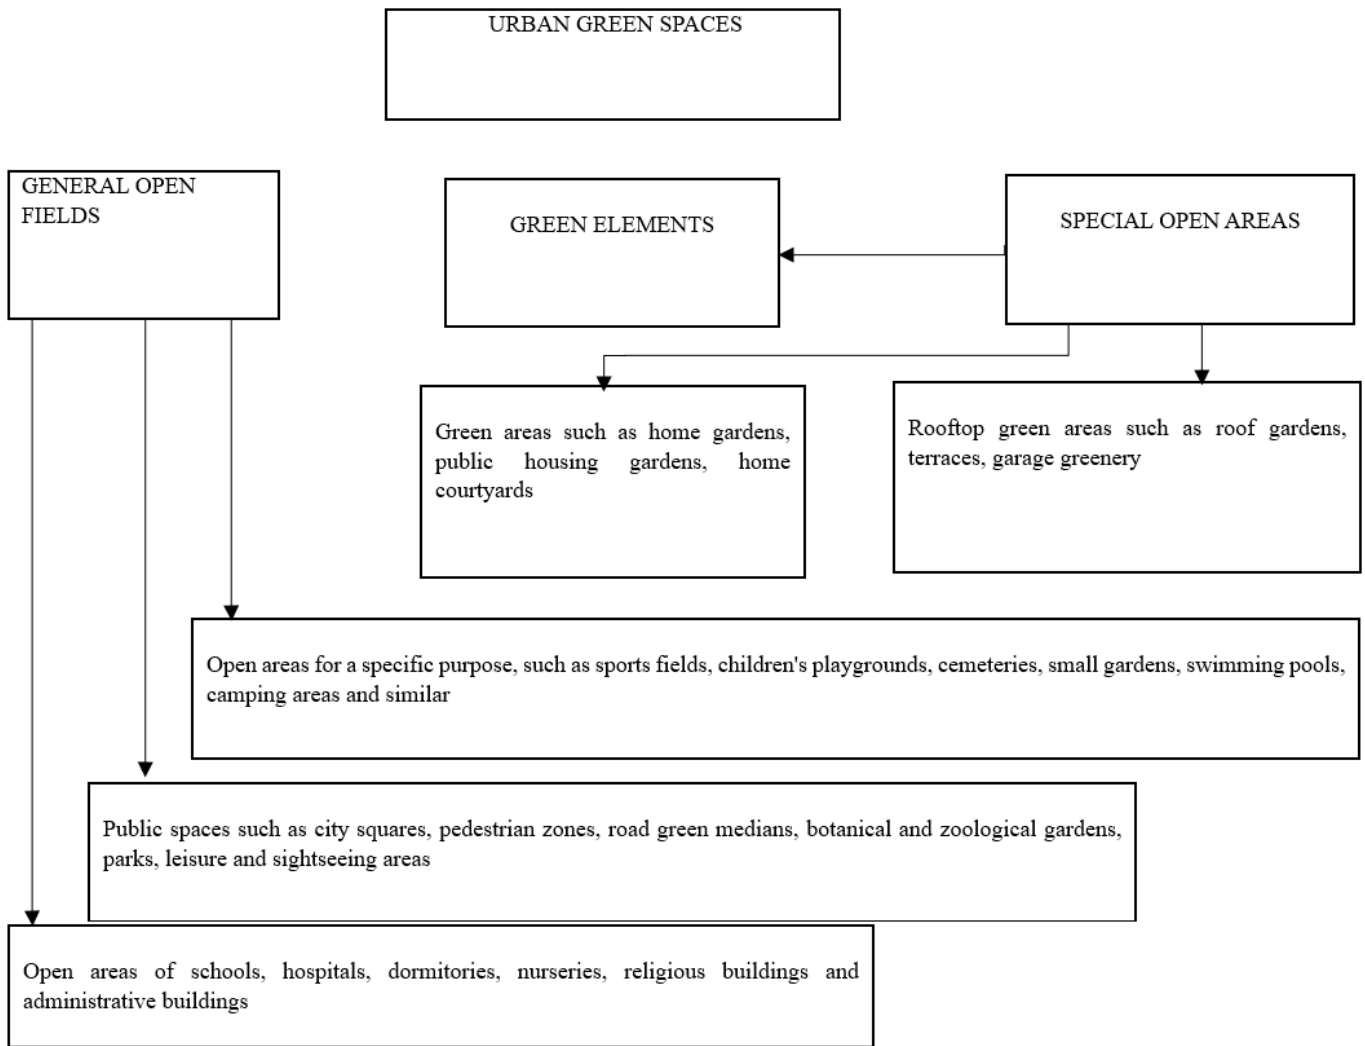 URBAN GREEN SPACES
GENERAL OPEN
FIELDS
GREEN ELEMENTS
SPECIAL OPEN AREAS
Green areas such as home gardens,
public housing gardens, home
courtyards
Rooftop green areas such as roof gardens,
terraces, garage greenery
Open areas for a specific purpose, such as sports fields, children's playgrounds, cemeteries, small gardens, swimming pools,
camping areas and similar
Public spaces such as city squares, pedestrian zones, road green medians, botanical and zoological gardens,
parks, leisure and sightseeing areas
Open areas of schools, hospitals, dormitories, nurseries, religious buildings and
administrative buildings